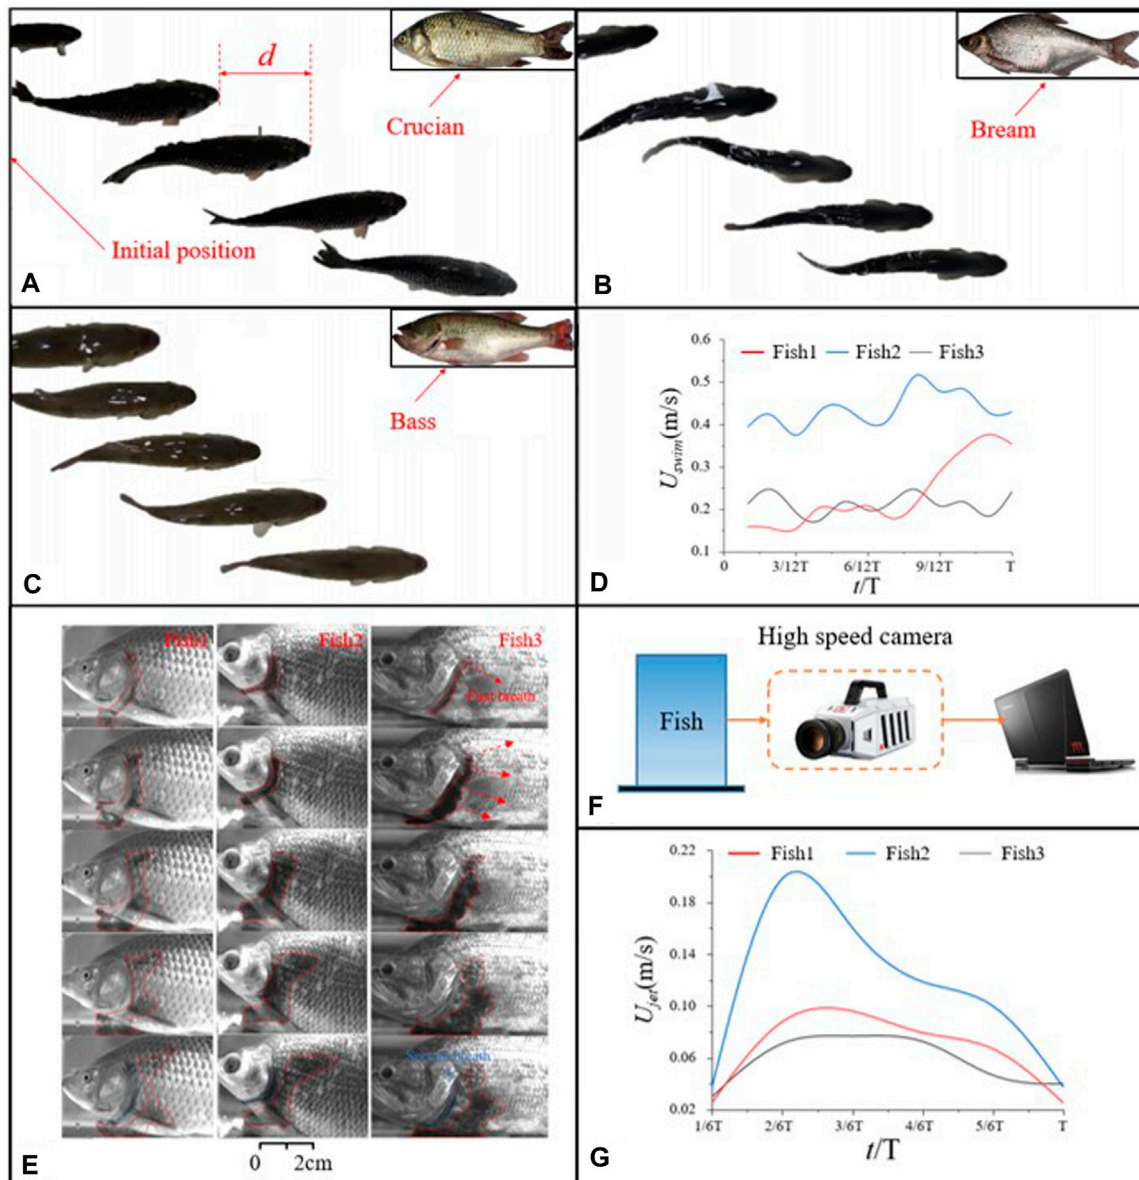 d
Crucian
Initial position
A
Bream
B
Bass
C
0.6
Fish1 Fish2 Fish3
0.5
0.4
0.3
0.2
0.1
U_swim(m/s)
0 3/12T 6/12T 9/12T T
t/T
D
Fish1 Fish2 Fish3
First breath
Second breath
0 2cm
E
High speed camera
Fish
F
0.22
Fish1 Fish2 Fish3
0.18
0.14
0.10
0.06
0.02
U_jet(m/s)
1/6T 2/6T 3/6T 4/6T 5/6T T
t/T
G